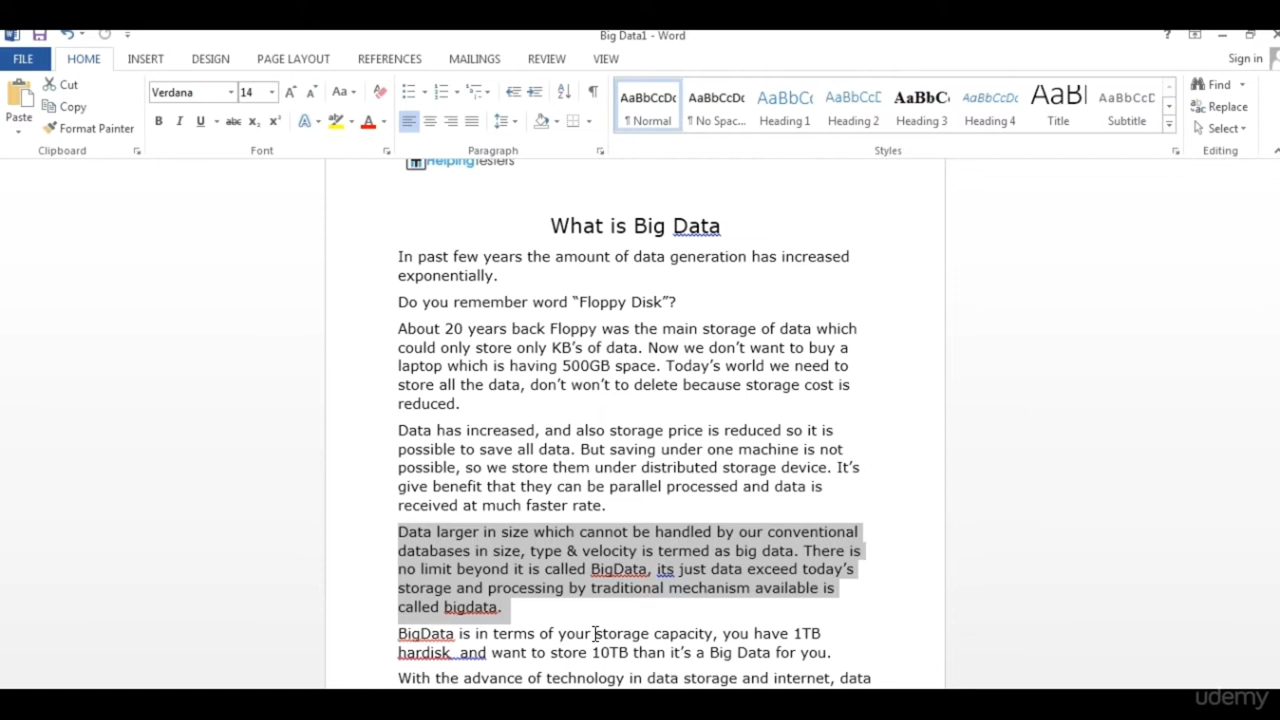 Big Data1 - Word
?
FILE HOME INSERT DESIGN PAGE LAYOUT REFERENCES MAILINGS REVIEW VIEW Sign in
Paste
Cut
Copy
Format Painter
Verdana 14 Aa
B I U abc X₂ X² A A
AaBbCcDc AaBbCcDc AaBbC AaBbCcD AaBbC AaBbCcD AaBl AaBbCcD
¶ Normal ¶ No Spac... Heading 1 Heading 2 Heading 3 Heading 4 Title Subtitle
Find
Replace
Select
Clipboard Font Paragraph Styles Editing
HelpingTesters
What is Big Data
In past few years the amount of data generation has increased
exponentially.
Do you remember word “Floppy Disk”?
About 20 years back Floppy was the main storage of data which
could only store only KB’s of data. Now we don’t want to buy a
laptop which is having 500GB space. Today’s world we need to
store all the data, don’t won’t to delete because storage cost is
reduced.
Data has increased, and also storage price is reduced so it is
possible to save all data. But saving under one machine is not
possible, so we store them under distributed storage device. It’s
give benefit that they can be parallel processed and data is
received at much faster rate.
Data larger in size which cannot be handled by our conventional
databases in size, type & velocity is termed as big data. There is
no limit beyond it is called BigData, its just data exceed today’s
storage and processing by traditional mechanism available is
called bigdata.
BigData is in terms of your storage capacity, you have 1TB
hardisk and want to store 10TB than it’s a Big Data for you.
With the advance of technology in data storage and internet, data
udemy